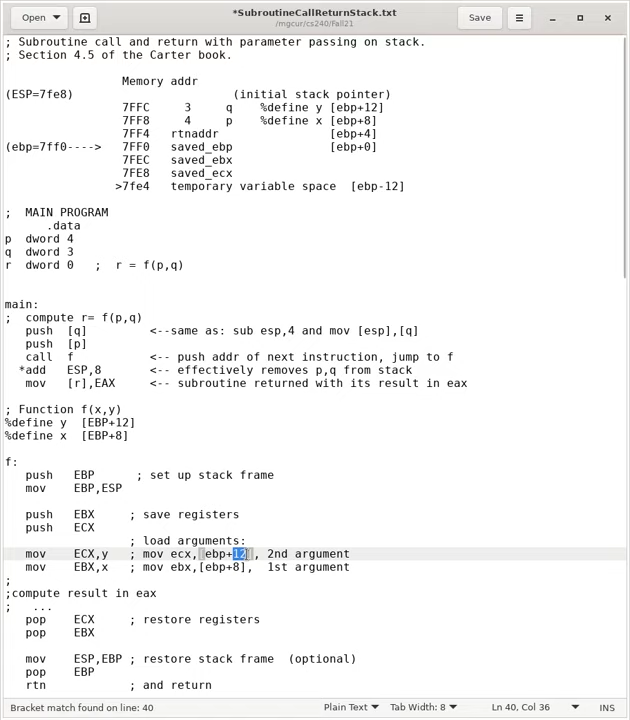 Open
*SubroutineCallReturnStack.txt
/mgcur/cs240/Fall21
Save
; Subroutine call and return with parameter passing on stack.
; Section 4.5 of the Carter book.
Memory addr
(ESP=7fe8) (initial stack pointer)
7FFC 3 q %define y [ebp+12]
7FF8 4 p %define x [ebp+8]
7FF4 rtnaddr [ebp+4]
(ebp=7ff0----> 7FF0 saved_ebp [ebp+0]
7FEC saved_ebx
7FE8 saved_ecx
>7fe4 temporary variable space [ebp-12]
; MAIN PROGRAM
.data
p dword 4
q dword 3
r dword 0 ; r = f(p,q)
main:
; compute r= f(p,q)
push [q] <--same as: sub esp,4 and mov [esp],[q]
push [p]
call f <-- push addr of next instruction, jump to f
*add ESP,8 <-- effectively removes p,q from stack
mov [r],EAX <-- subroutine returned with its result in eax
; Function f(x,y)
%define y [EBP+12]
%define x [EBP+8]
f:
push EBP ; set up stack frame
mov EBP,ESP
push EBX ; save registers
push ECX
; load arguments:
mov ECX,y ; mov ecx,[ebp+12], 2nd argument
mov EBX,x ; mov ebx,[ebp+8], 1st argument
;
;compute result in eax
; ...
pop ECX ; restore registers
pop EBX
mov ESP,EBP ; restore stack frame (optional)
pop EBP
rtn ; and return
Bracket match found on line: 40 Plain Text Tab Width: 8 Ln 40, Col 36 INS